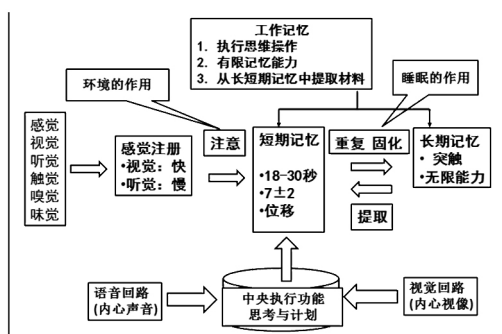 工作记忆
1. 执行思维操作
2. 有限记忆能力
3. 从长短期记忆中提取材料
环境的作用
睡眠的作用
感觉
视觉
听觉
触觉
嗅觉
味觉
感觉注册
•视觉：快
•听觉：慢
注意
短期记忆
•18-30秒
•7±2
•位移
重复 固化
提取
长期记忆
• 突触
•无限能力
语音回路
(内心声音)
中央执行功能
思考与计划
视觉回路
(内心视像)